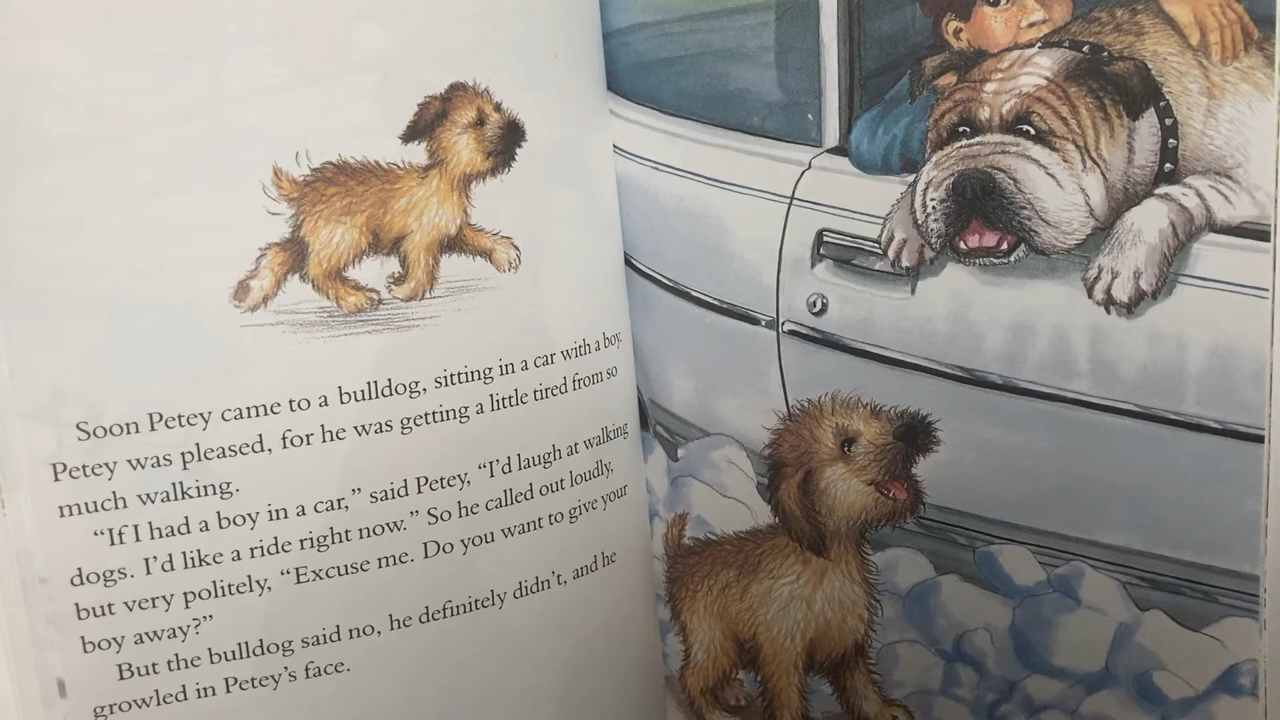 Soon Petey came to a bulldog, sitting in a car with a boy.
Petey was pleased, for he was getting a little tired from so
much walking.
“If I had a boy in a car,” said Petey, “I’d laugh at walking
dogs. I’d like a ride right now.” So he called out loudly,
but very politely, “Excuse me. Do you want to give your
boy away?”
But the bulldog said no, he definitely didn’t, and he
growled in Petey’s face.